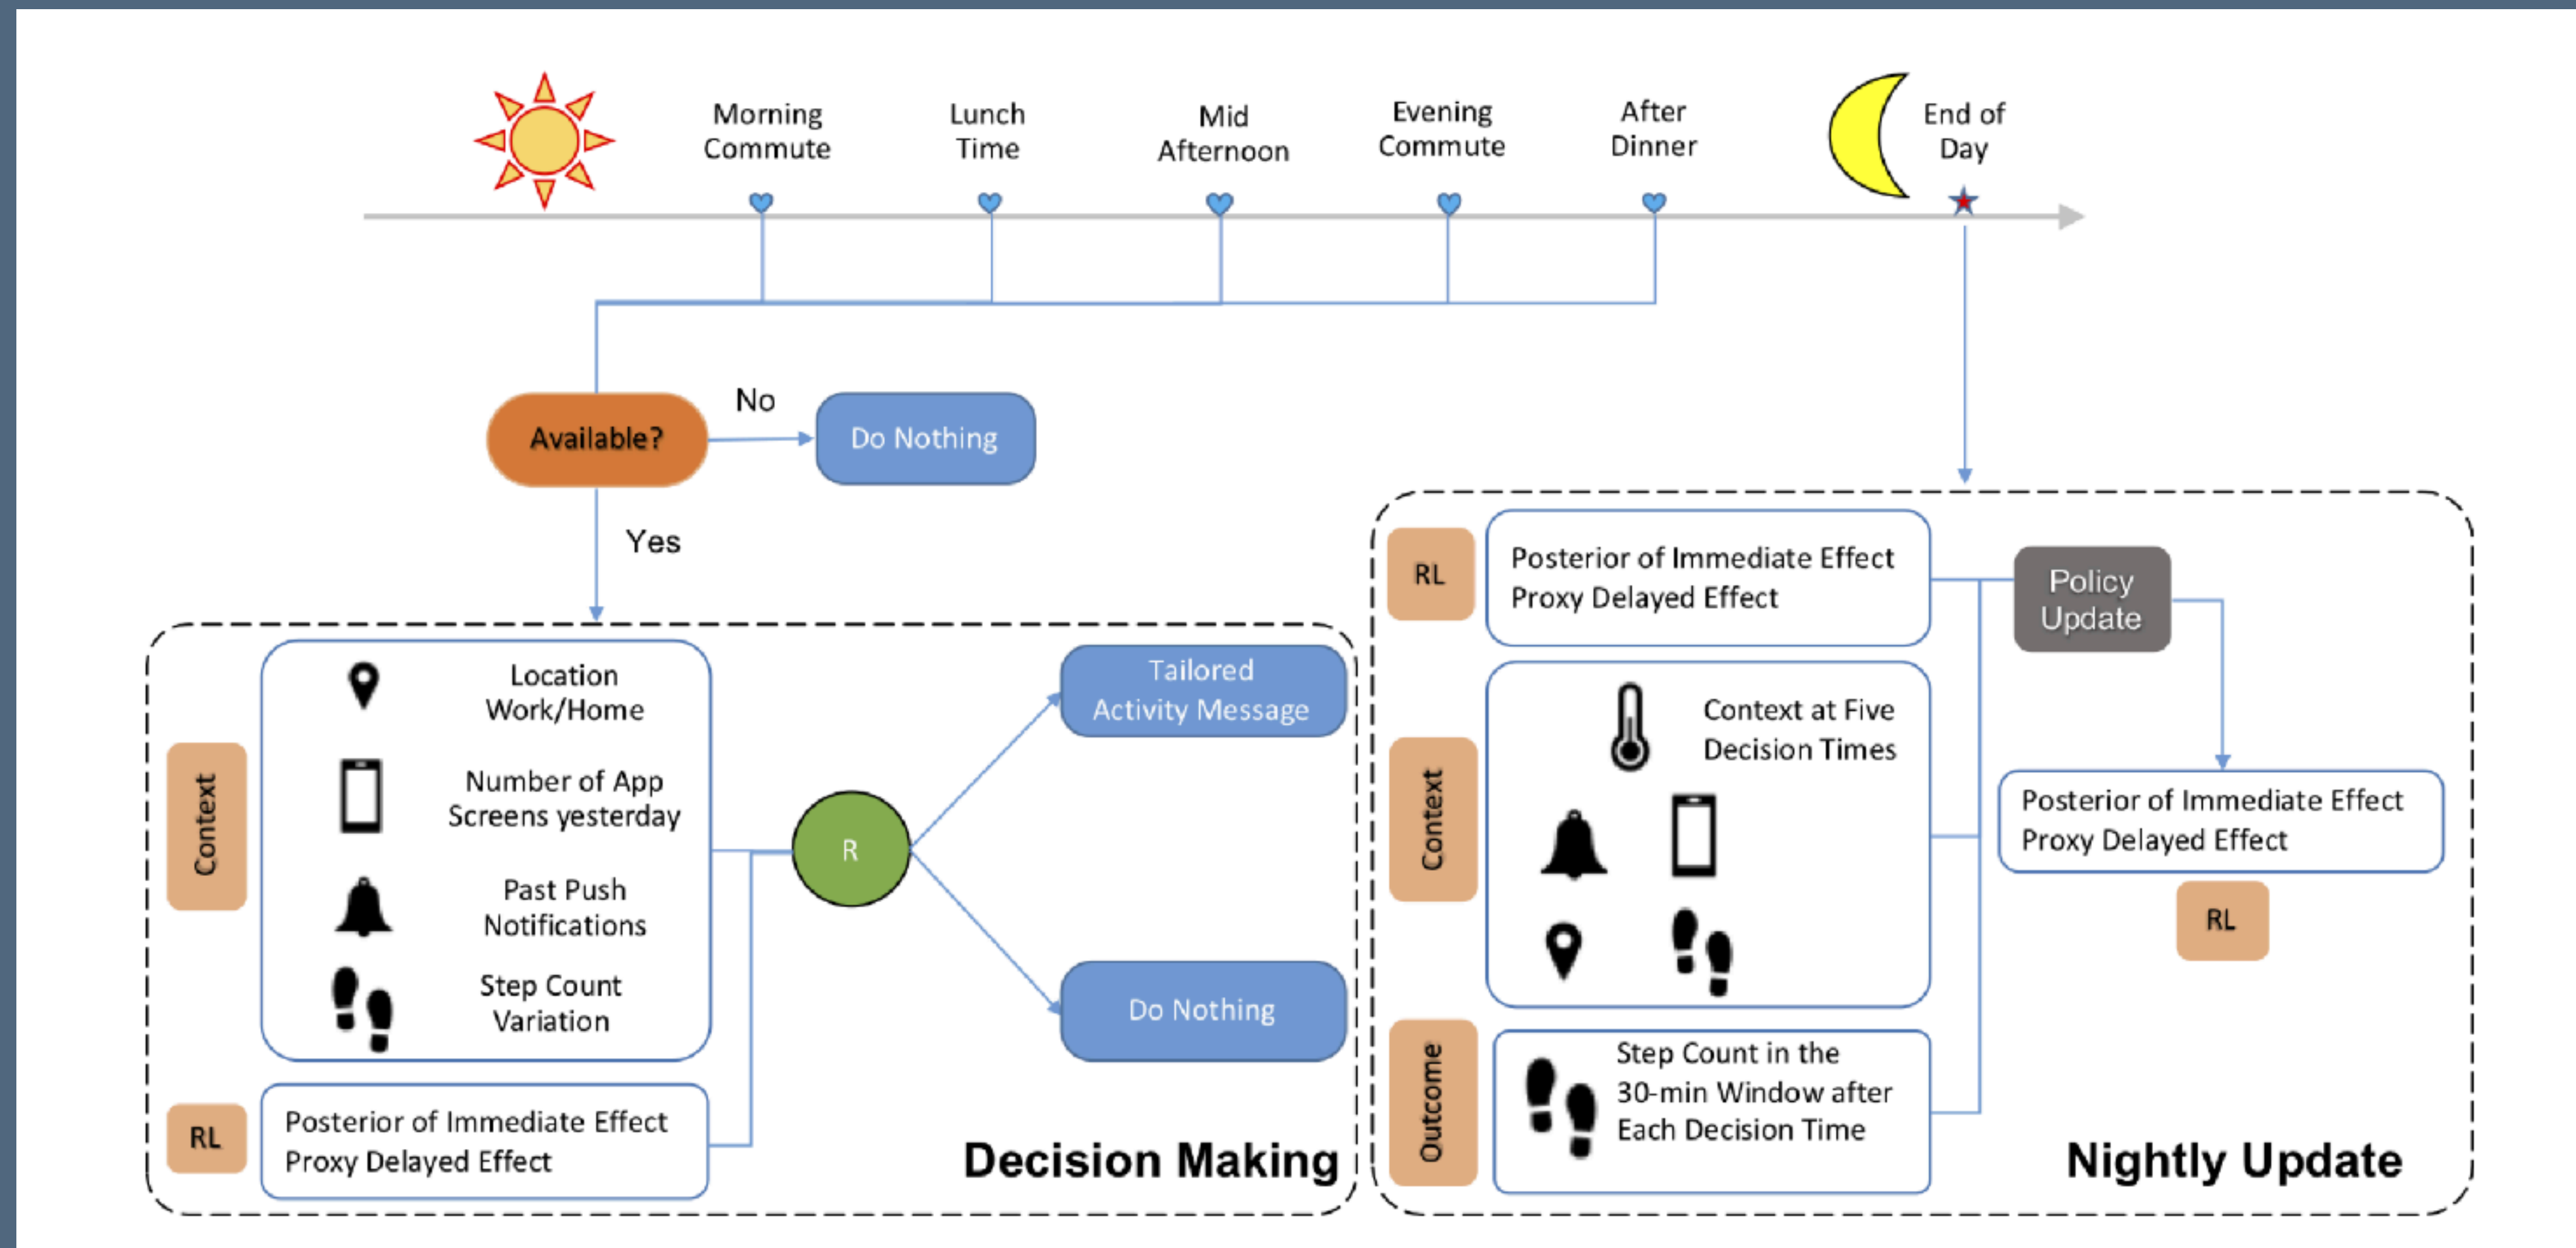 Morning
Commute
Lunch
Time
Mid
Afternoon
Evening
Commute
After
Dinner
End of
Day
Available?
No
Do Nothing
Yes
Context
Location
Work/Home
Number of App
Screens yesterday
Past Push
Notifications
Step Count
Variation
RL
Posterior of Immediate Effect
Proxy Delayed Effect
R
Tailored
Activity Message
Do Nothing
Decision Making
RL
Posterior of Immediate Effect
Proxy Delayed Effect
Context
Context at Five
Decision Times
Outcome
Step Count in the
30-min Window after
Each Decision Time
Policy
Update
Posterior of Immediate Effect
Proxy Delayed Effect
RL
Nightly Update